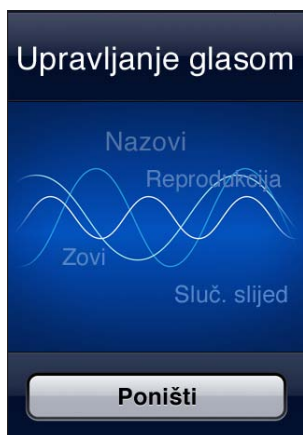 Upravljanje glasom
Nazovi
Reprodukcija
Zovi
Sluč. slijed
Poništi